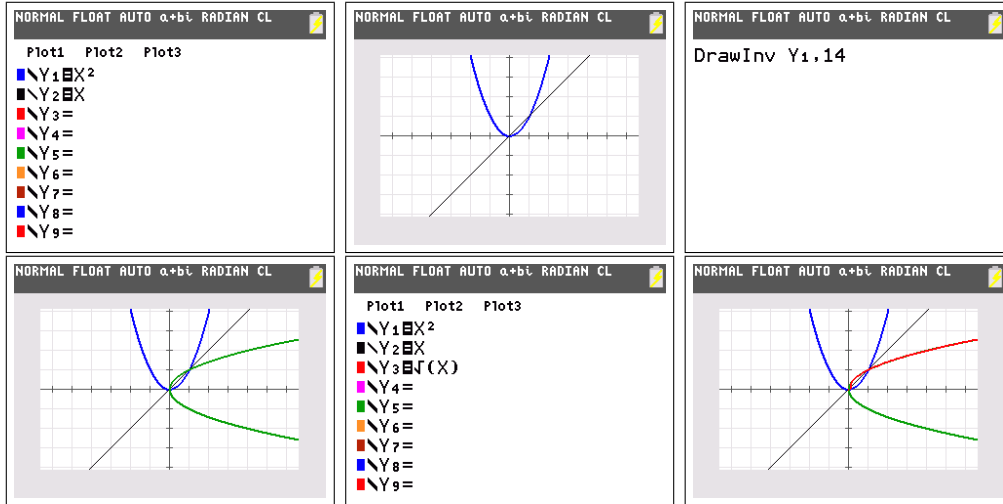 NORMAL FLOAT AUTO a+bi RADIAN CL
Plot1 Plot2 Plot3
\Y₁=X²
\Y₂=X
\Y₃=
\Y₄=
\Y₅=
\Y₆=
\Y₇=
\Y₈=
\Y₉=
NORMAL FLOAT AUTO a+bi RADIAN CL
NORMAL FLOAT AUTO a+bi RADIAN CL
DrawInv Y₁,14
NORMAL FLOAT AUTO a+bi RADIAN CL
NORMAL FLOAT AUTO a+bi RADIAN CL
Plot1 Plot2 Plot3
\Y₁=X²
\Y₂=X
\Y₃=√(X)
\Y₄=
\Y₅=
\Y₆=
\Y₇=
\Y₈=
\Y₉=
NORMAL FLOAT AUTO a+bi RADIAN CL